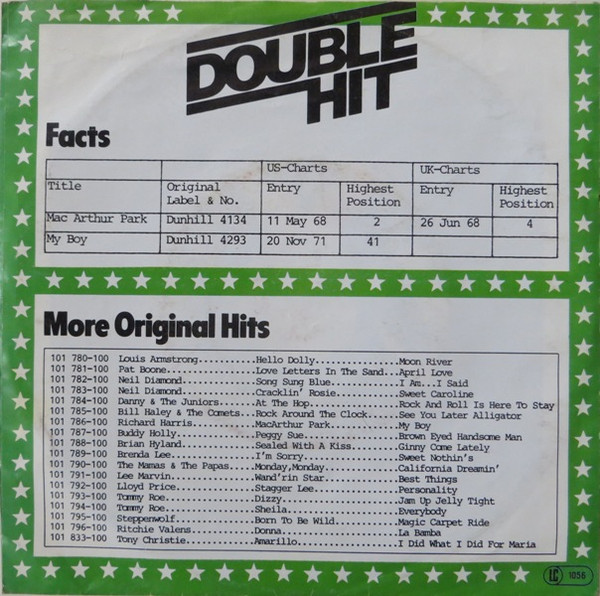 DOUBLE
HIT
Facts
US-Charts UK-Charts
Title Original Label & No. Entry Highest Position Entry Highest Position
Mac Arthur Park Dunhill 4134 11 May 68 2 26 Jun 68 4
My Boy Dunhill 4293 20 Nov 71 41
More Original Hits
101 780-100 Louis Armstrong..........Hello Dolly...............Moon River
101 781-100 Pat Boone................Love Letters In The Sand...April Love
101 782-100 Neil Diamond.............Song Sung Blue............I Am...I Said
101 783-100 Neil Diamond.............Cracklin' Rosie...........Sweet Caroline
101 784-100 Danny & The Juniors......At The Hop................Rock And Roll Is Here To Stay
101 785-100 Bill Haley & The Comets...Rock Around The Clock.....See You Later Alligator
101 786-100 Richard Harris...........MacArthur Park............My Boy
101 787-100 Buddy Holly..............Peggy Sue.................Brown Eyed Handsome Man
101 788-100 Brian Hyland.............Sealed With A Kiss........Ginny Come Lately
101 789-100 Brenda Lee...............I'm Sorry.................Sweet Nothin's
101 790-100 The Mamas & The Papas....Monday,Monday.............California Dreamin'
101 791-100 Lee Marvin...............Wand'rin Star.............Best Things
101 792-100 Lloyd Price..............Stagger Lee...............Personality
101 793-100 Tommy Roe................Dizzy.....................Jam Up Jelly Tight
101 794-100 Tommy Roe................Sheila....................Everybody
101 795-100 Steppenwolf..............Born To Be Wild...........Magic Carpet Ride
101 796-100 Ritchie Valens...........Donna.....................La Bamba
101 833-100 Tony Christie............Amarillo..................I Did What I Did For Maria
LC 1056